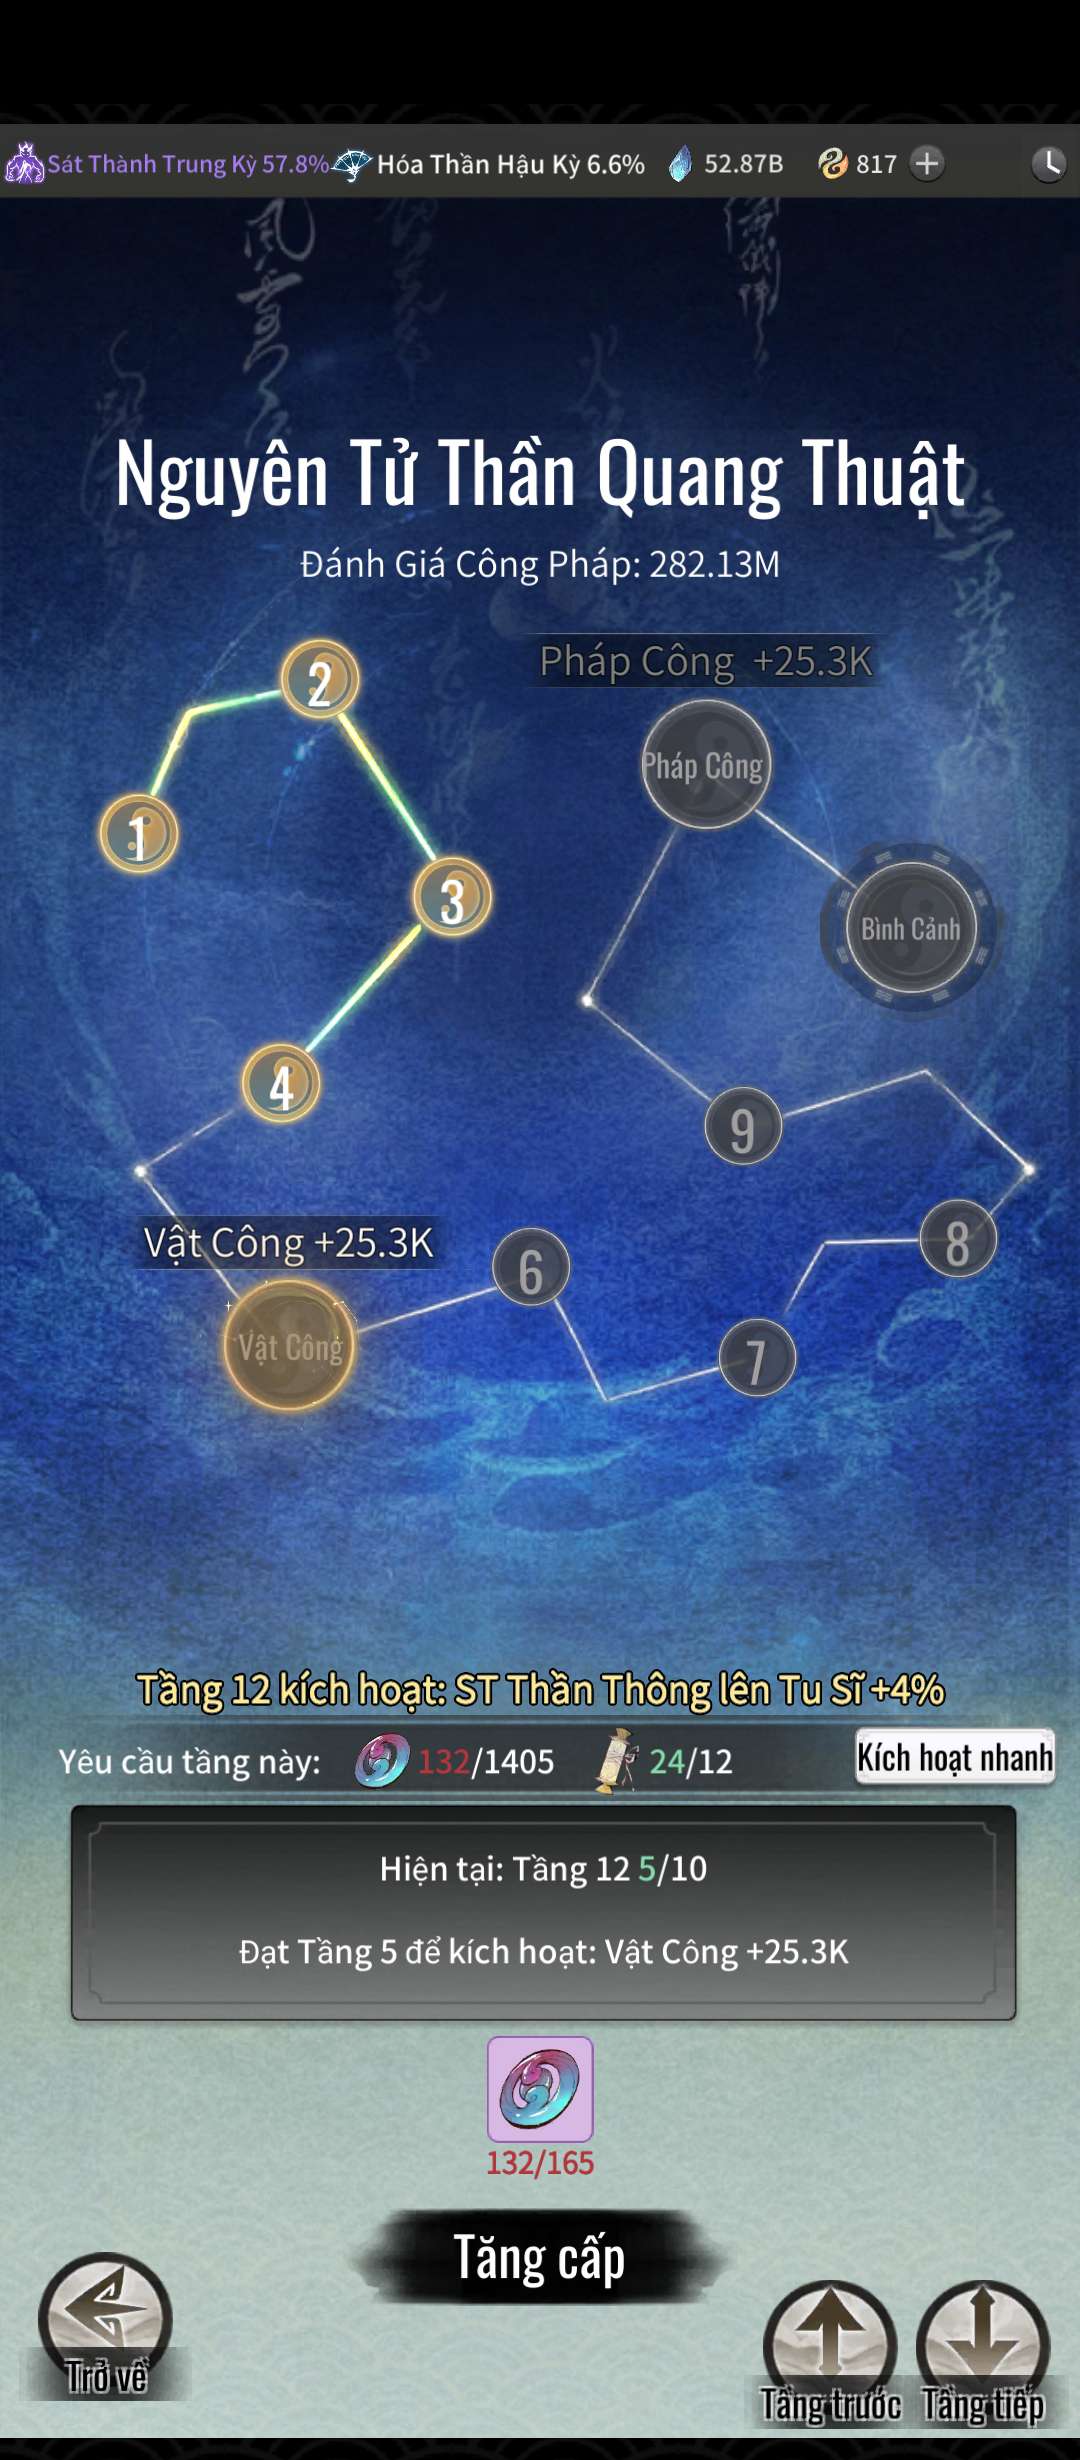 Sát Thành Trung Kỳ 57.8% Hóa Thần Hậu Kỳ 6.6% 52.87B 817
Nguyên Tử Thần Quang Thuật
Đánh Giá Công Pháp: 282.13M
2
Pháp Công +25.3K
Pháp Công
1
3
Bình Cảnh
4
9
Vật Công +25.3K
6
8
Vật Công
7
Tầng 12 kích hoạt: ST Thần Thông lên Tu Sĩ +4%
Yêu cầu tầng này: 132/1405 24/12 Kích hoạt nhanh
Hiện tại: Tầng 12 5/10
Đạt Tầng 5 để kích hoạt: Vật Công +25.3K
132/165
Tăng cấp
Trở về
Tầng trước Tầng tiếp